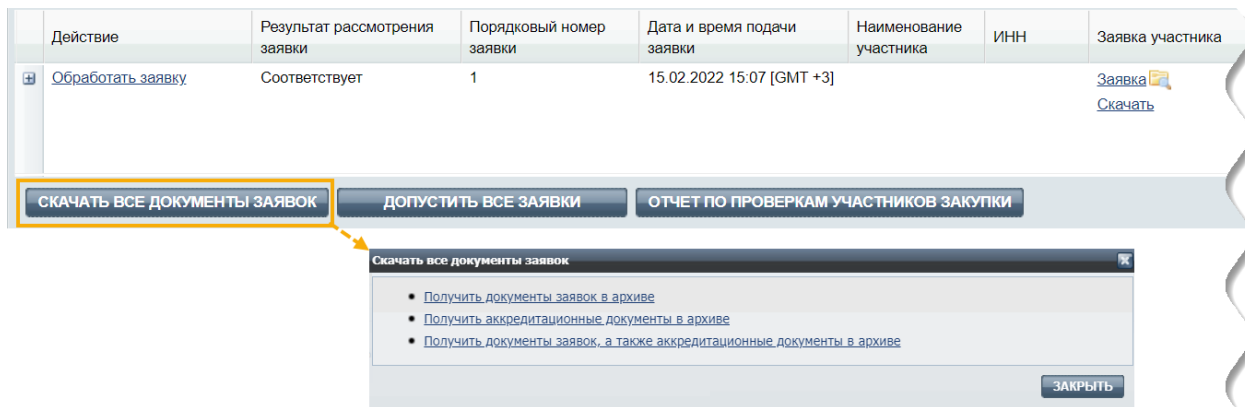 Действие Результат рассмотрения заявки Порядковый номер заявки Дата и время подачи заявки Наименование участника ИНН Заявка участника
Обработать заявку Соответствует 1 15.02.2022 15:07 [GMT +3] Заявка
Скачать
СКАЧАТЬ ВСЕ ДОКУМЕНТЫ ЗАЯВОК ДОПУСТИТЬ ВСЕ ЗАЯВКИ ОТЧЕТ ПО ПРОВЕРКАМ УЧАСТНИКОВ ЗАКУПКИ
Скачать все документы заявок
Получить документы заявок в архиве
Получить аккредитационные документы в архиве
Получить документы заявок, а также аккредитационные документы в архиве
ЗАКРЫТЬ